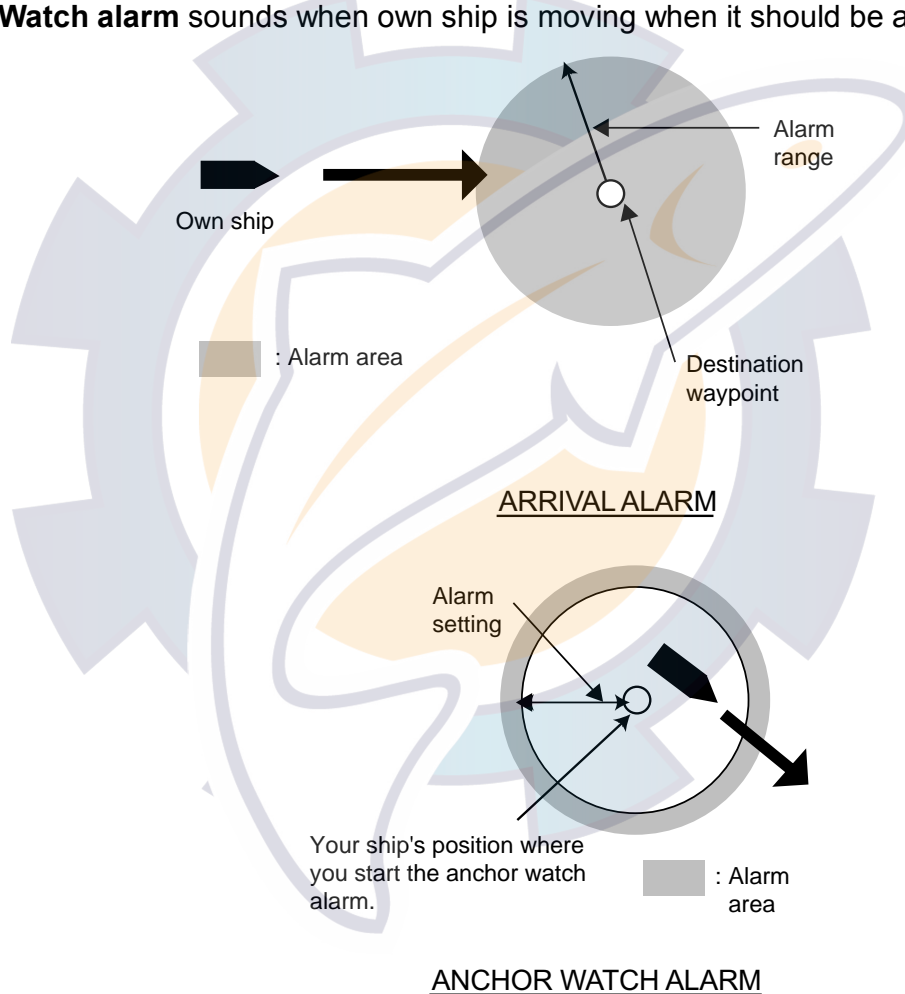 Watch alarm sounds when own ship is moving when it should be a
Alarm
range
Own ship
: Alarm area
Destination
waypoint
ARRIVAL ALARM
Alarm
setting
Your ship's position where
you start the anchor watch
alarm.
: Alarm
area
ANCHOR WATCH ALARM